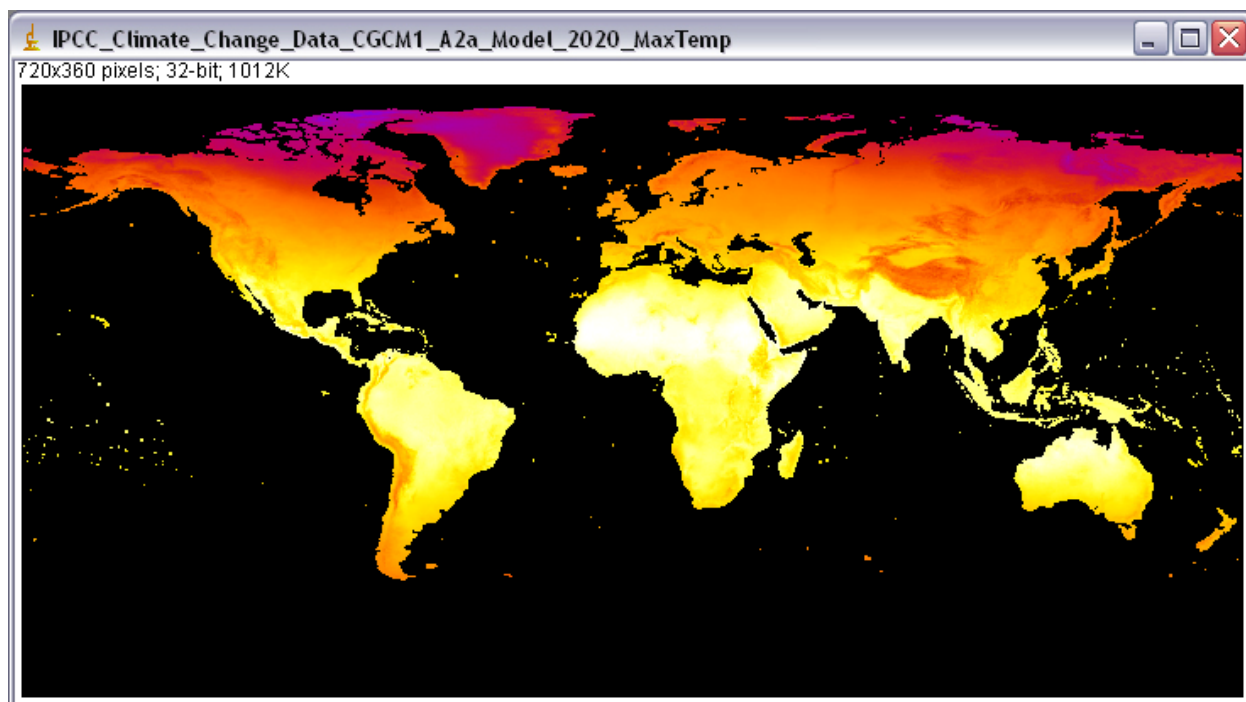 IPCC_Climate_Change_Data_CGCM1_A2a_Model_2020_MaxTemp
720x360 pixels; 32-bit; 1012K